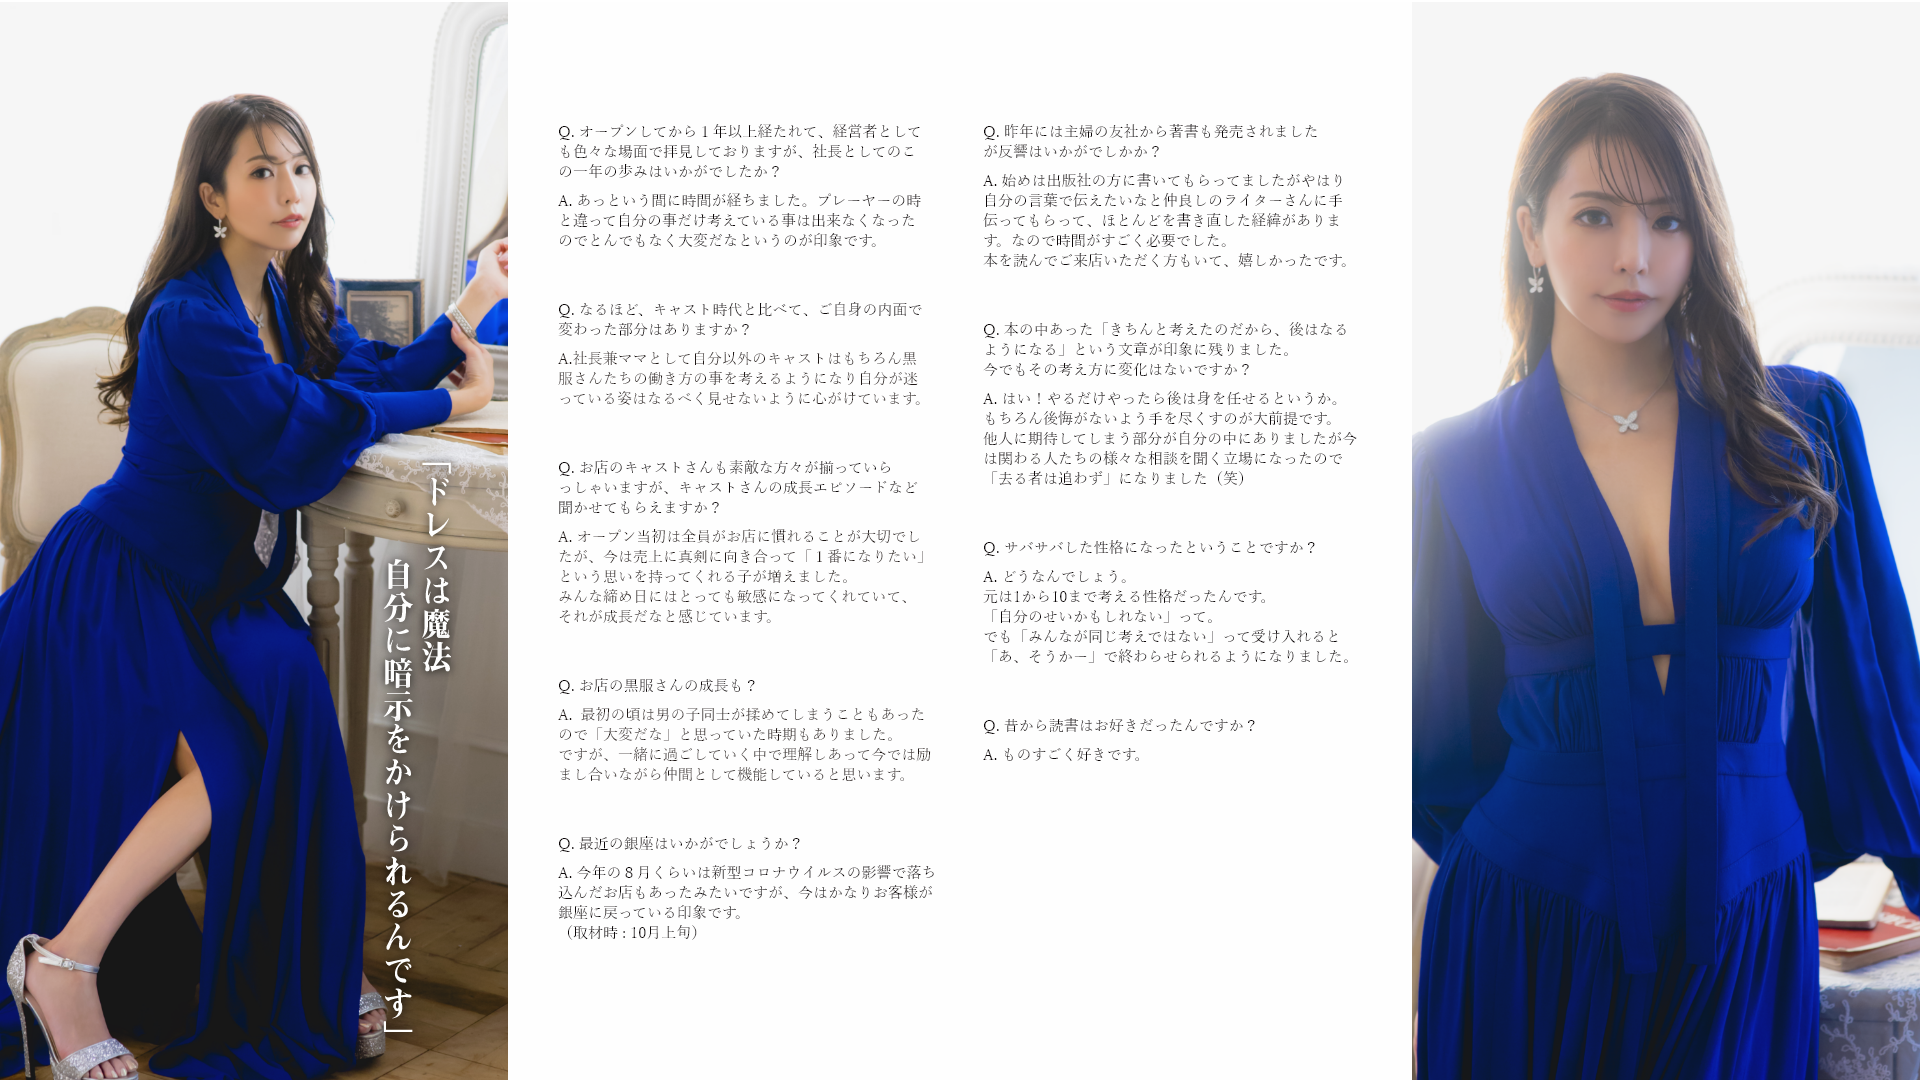 「ドレスは魔法
自分に暗示をかけられるんです」
Q. オープンしてから１年以上経たれて、経営者として
も色々な場面で拝見しておりますが、社長としてのこ
の一年の歩みはいかがでしたか？
A. あっという間に時間が経ちました。プレーヤーの時
と違って自分の事だけ考えている事は出来なくなった
のでとんでもなく大変だなというのが印象です。
Q. なるほど、キャスト時代と比べて、ご自身の内面で
変わった部分はありますか？
A.社長兼ママとして自分以外のキャストはもちろん黒
服さんたちの働き方の事を考えるようになり自分が迷
っている姿はなるべく見せないように心がけています。
Q. お店のキャストさんも素敵な方々が揃っていら
っしゃいますが、キャストさんの成長エピソードなど
聞かせてもらえますか？
A. オープン当初は全員がお店に慣れることが大切でし
たが、今は売上に真剣に向き合って「１番になりたい」
という思いを持ってくれる子が増えました。
みんな締め日にはとっても敏感になってくれていて、
それが成長だなと感じています。
Q. お店の黒服さんの成長も？
A. 最初の頃は男の子同士が揉めてしまうこともあった
ので「大変だな」と思っていた時期もありました。
ですが、一緒に過ごしていく中で理解しあって今では励
まし合いながら仲間として機能していると思います。
Q. 最近の銀座はいかがでしょうか？
A. 今年の８月くらいは新型コロナウイルスの影響で落ち
込んだお店もあったみたいですが、今はかなりお客様が
銀座に戻っている印象です。
（取材時 : 10月上旬）
Q. 昨年には主婦の友社から著書も発売されました
が反響はいかがでしかか？
A. 始めは出版社の方に書いてもらってましたがやはり
自分の言葉で伝えたいなと仲良しのライターさんに手
伝ってもらって、ほとんどを書き直した経緯がありま
す。なので時間がすごく必要でした。
本を読んでご来店いただく方もいて、嬉しかったです。
Q. 本の中あった「きちんと考えたのだから、後はなる
ようになる」という文章が印象に残りました。
今でもその考え方に変化はないですか？
A. はい！やるだけやったら後は身を任せるというか。
もちろん後悔がないよう手を尽くすのが大前提です。
他人に期待してしまう部分が自分の中にありましたが今
は関わる人たちの様々な相談を聞く立場になったので
「去る者は追わず」になりました（笑）
Q. サバサバした性格になったということですか？
A. どうなんでしょう。
元は1から10まで考える性格だったんです。
「自分のせいかもしれない」って。
でも「みんなが同じ考えではない」って受け入れると
「あ、そうかー」で終わらせられるようになりました。
Q. 昔から読書はお好きだったんですか？
A. ものすごく好きです。